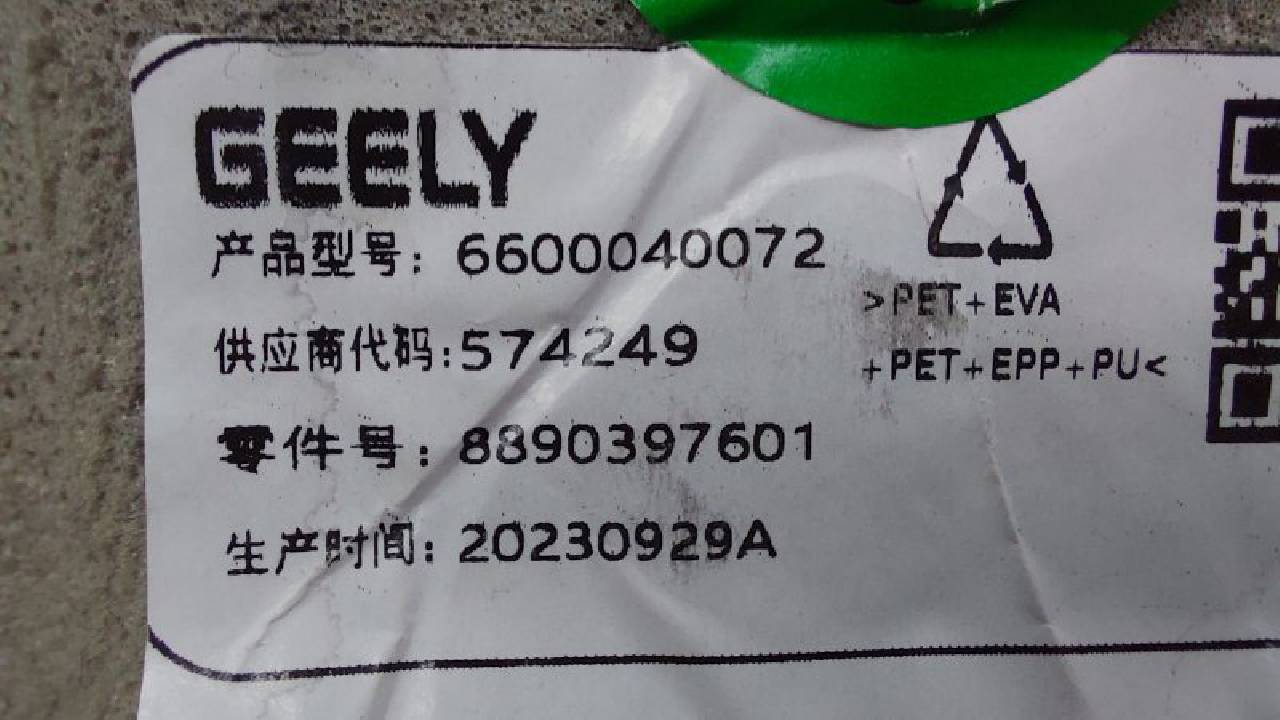 GEELY
产品型号: 6600040072
供应商代码:574249
零件号: 8890397601
生产时间: 20230929A
>PET+EVA
+PET+EPP+PU<